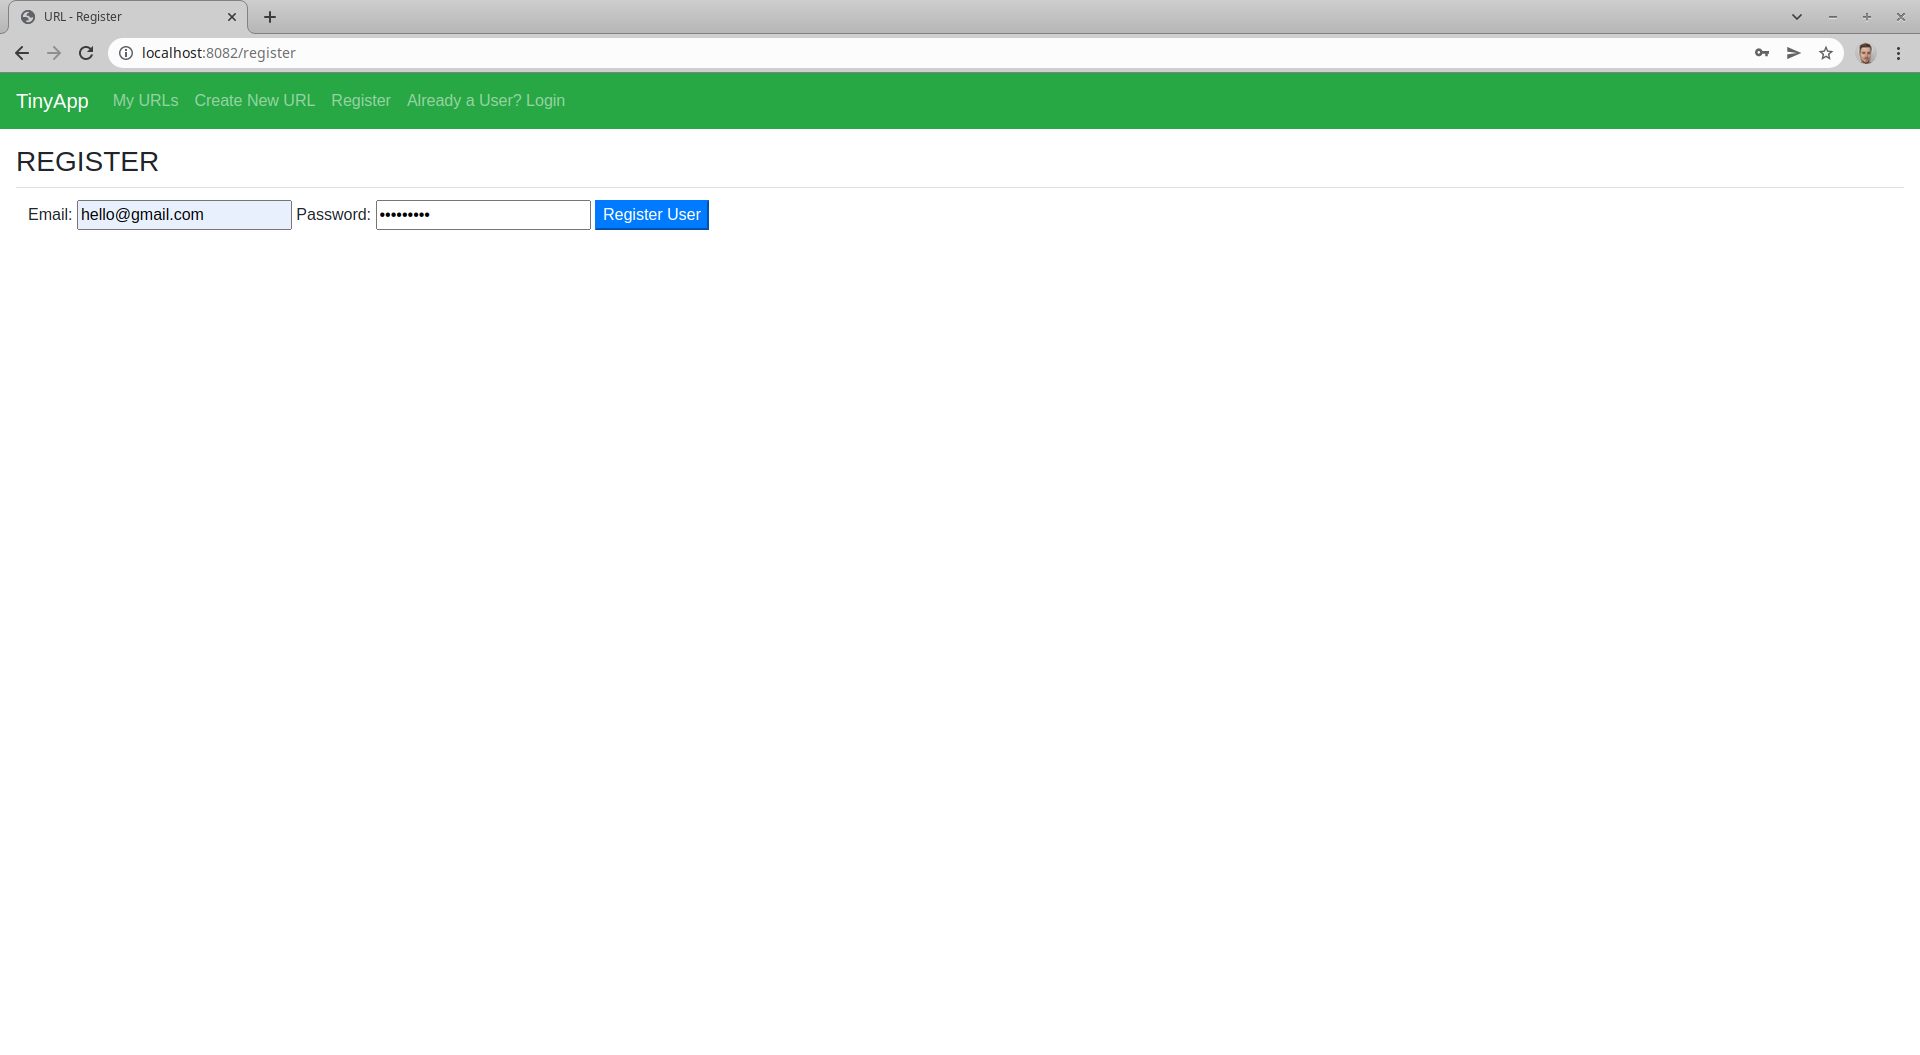 URL - Register
localhost:8082/register
TinyApp My URLs Create New URL Register Already a User? Login
REGISTER
Email: hello@gmail.com Password: ••••••••• Register User